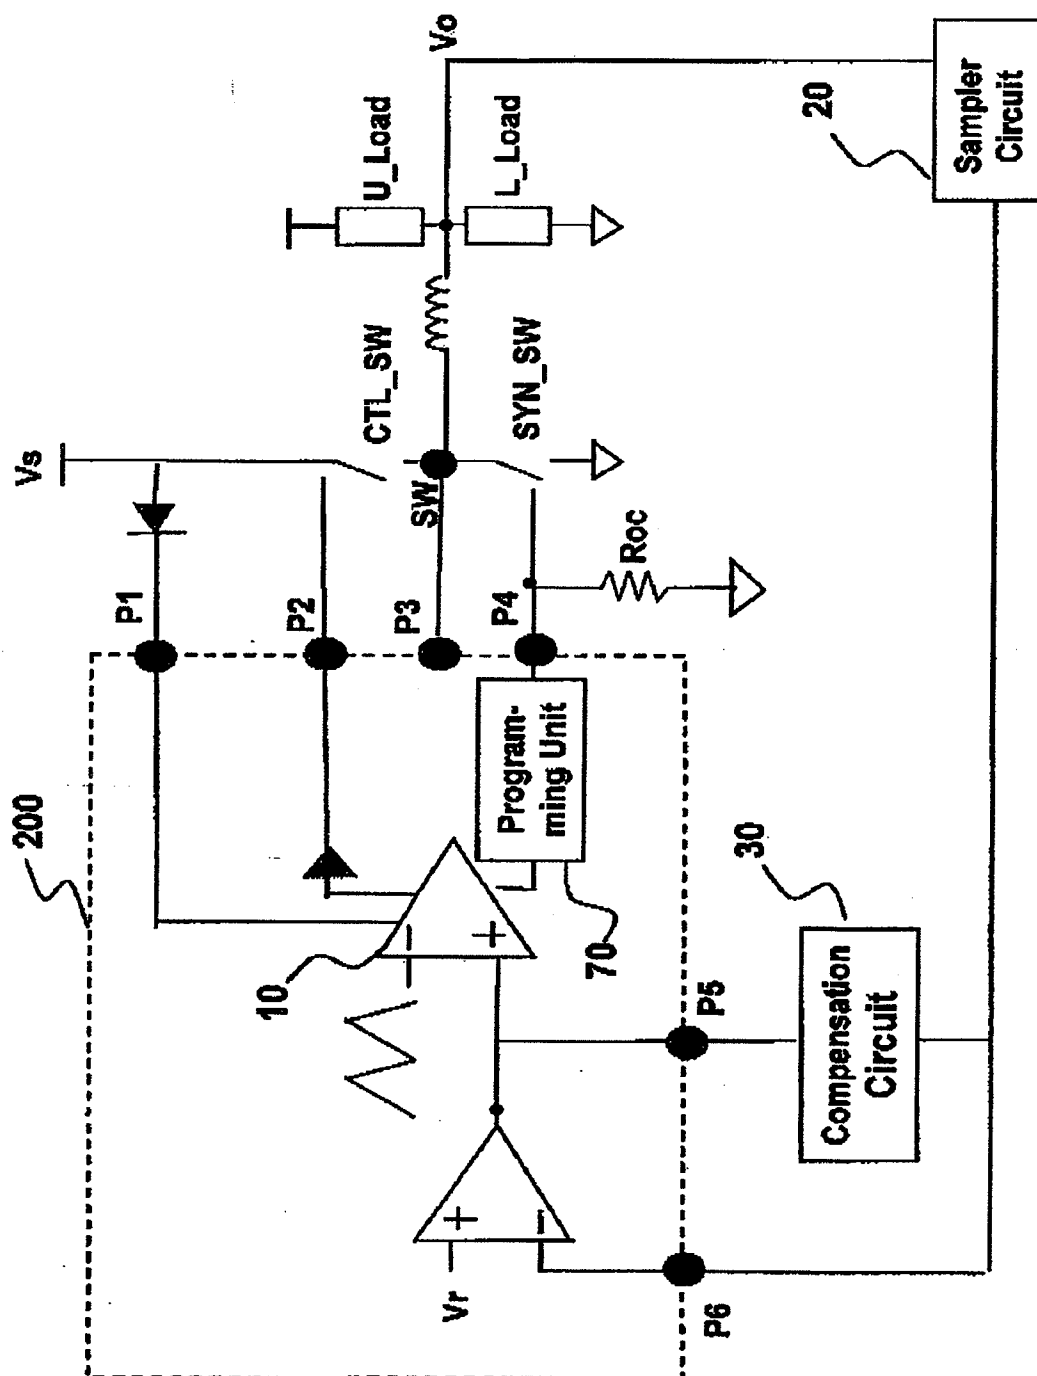 200
10
Vr
P6
P5
30
Compensation
Circuit
70
Program-
ming Unit
P1
P2
P3
P4
Roc
Vs
SW
CTL_SW
SYN_SW
U_Load
L_Load
Vo
20
Sampler
Circuit
+
−
−
+